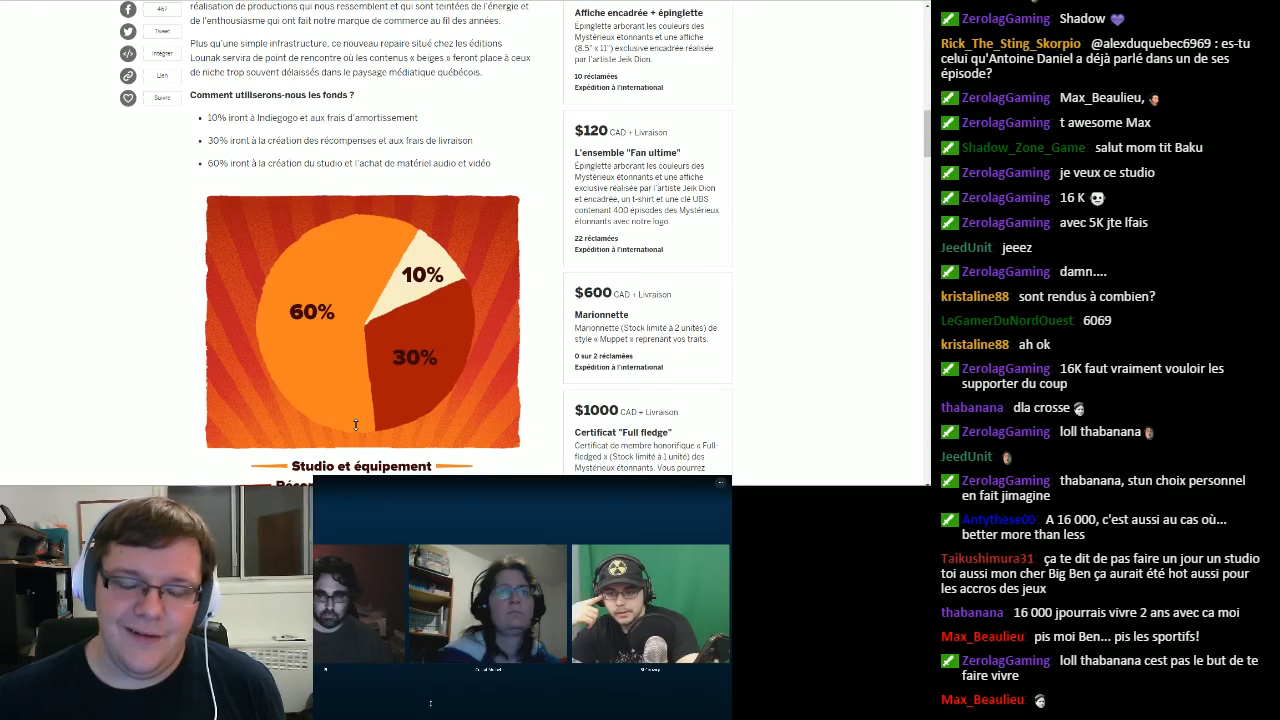 réalisation de productions qui nous ressemblent et qui sont teintées de l'énergie et
de l'enthousiasme qui ont fait notre marque de commerce au fil des années.
Plus qu'une simple infrastructure, ce nouveau repaire situé chez les éditions
Lounak servira de point de rencontre où les contenus « beiges » feront place à ceux
de niche trop souvent délaissés dans le paysage médiatique québécois.
Comment utiliserons-nous les fonds ?
10% iront à Indiegogo et aux frais d'amortissement
30% iront à la création des récompenses et aux frais de livraison
60% iront à la création du studio et l'achat de matériel audio et vidéo
467
Tweet
Intégrer
Lien
Suivre
10%
60%
30%
Studio et équipement
Affiche encadrée + épinglette
Épinglette arborant les couleurs des
Mystérieux étonnants et une affiche
(8.5" x 11") exclusive encadrée réalisée
par l'artiste Jeik Dion.
10 réclamées
Expédition à l'international
$120 CAD + Livraison
L'ensemble "Fan ultime"
Épinglette arborant les couleurs des
Mystérieux étonnants et une affiche
exclusive réalisée par l'artiste Jeik Dion
et encadrée, un t-shirt et une clé UBS
contenant 400 épisodes des Mystérieux
étonnants avec notre logo.
22 réclamées
Expédition à l'international
$600 CAD + Livraison
Marionnette
Marionnette (Stock limité à 2 unités) de
style « Muppet » reprenant vos traits.
0 sur 2 réclamées
Expédition à l'international
$1000 CAD + Livraison
Certificat "Full fledge"
Certificat de membre honorifique « Full-
fledged » (Stock limité à 1 unité) des
Mystérieux étonnants. Vous pourrez
ZerolagGaming Shadow
Rick_The_Sting_Skorpio @alexduquebec6969 : es-tu
celui qu'Antoine Daniel a déjà parlé dans un de ses
épisode?
ZerolagGaming Max_Beaulieu,
ZerolagGaming t awesome Max
Shadow_Zone_Game: salut mom tit Baku
ZerolagGaming je veux ce studio
ZerolagGaming 16 K
ZerolagGaming avec 5K jte lfais
JeedUnit jeeez
ZerolagGaming damn....
kristaline88 sont rendus à combien?
LeGamerDuNordOuest 6069
kristaline88 ah ok
ZerolagGaming 16K faut vraiment vouloir les
supporter du coup
thabanana dla crosse
ZerolagGaming loll thabanana
JeedUnit
ZerolagGaming thabanana, stun choix personnel
en fait jimagine
Antythese00 A 16 000, c'est aussi au cas où...
better more than less
Taikushimura31 ça te dit de pas faire un jour un studio
toi aussi mon cher Big Ben ça aurait été hot aussi pour
les accros des jeux
thabanana 16 000 jpourrais vivre 2 ans avec ca moi
Max_Beaulieu pis moi Ben... pis les sportifs!
ZerolagGaming loll thabanana cest pas le but de te
faire vivre
Max_Beaulieu